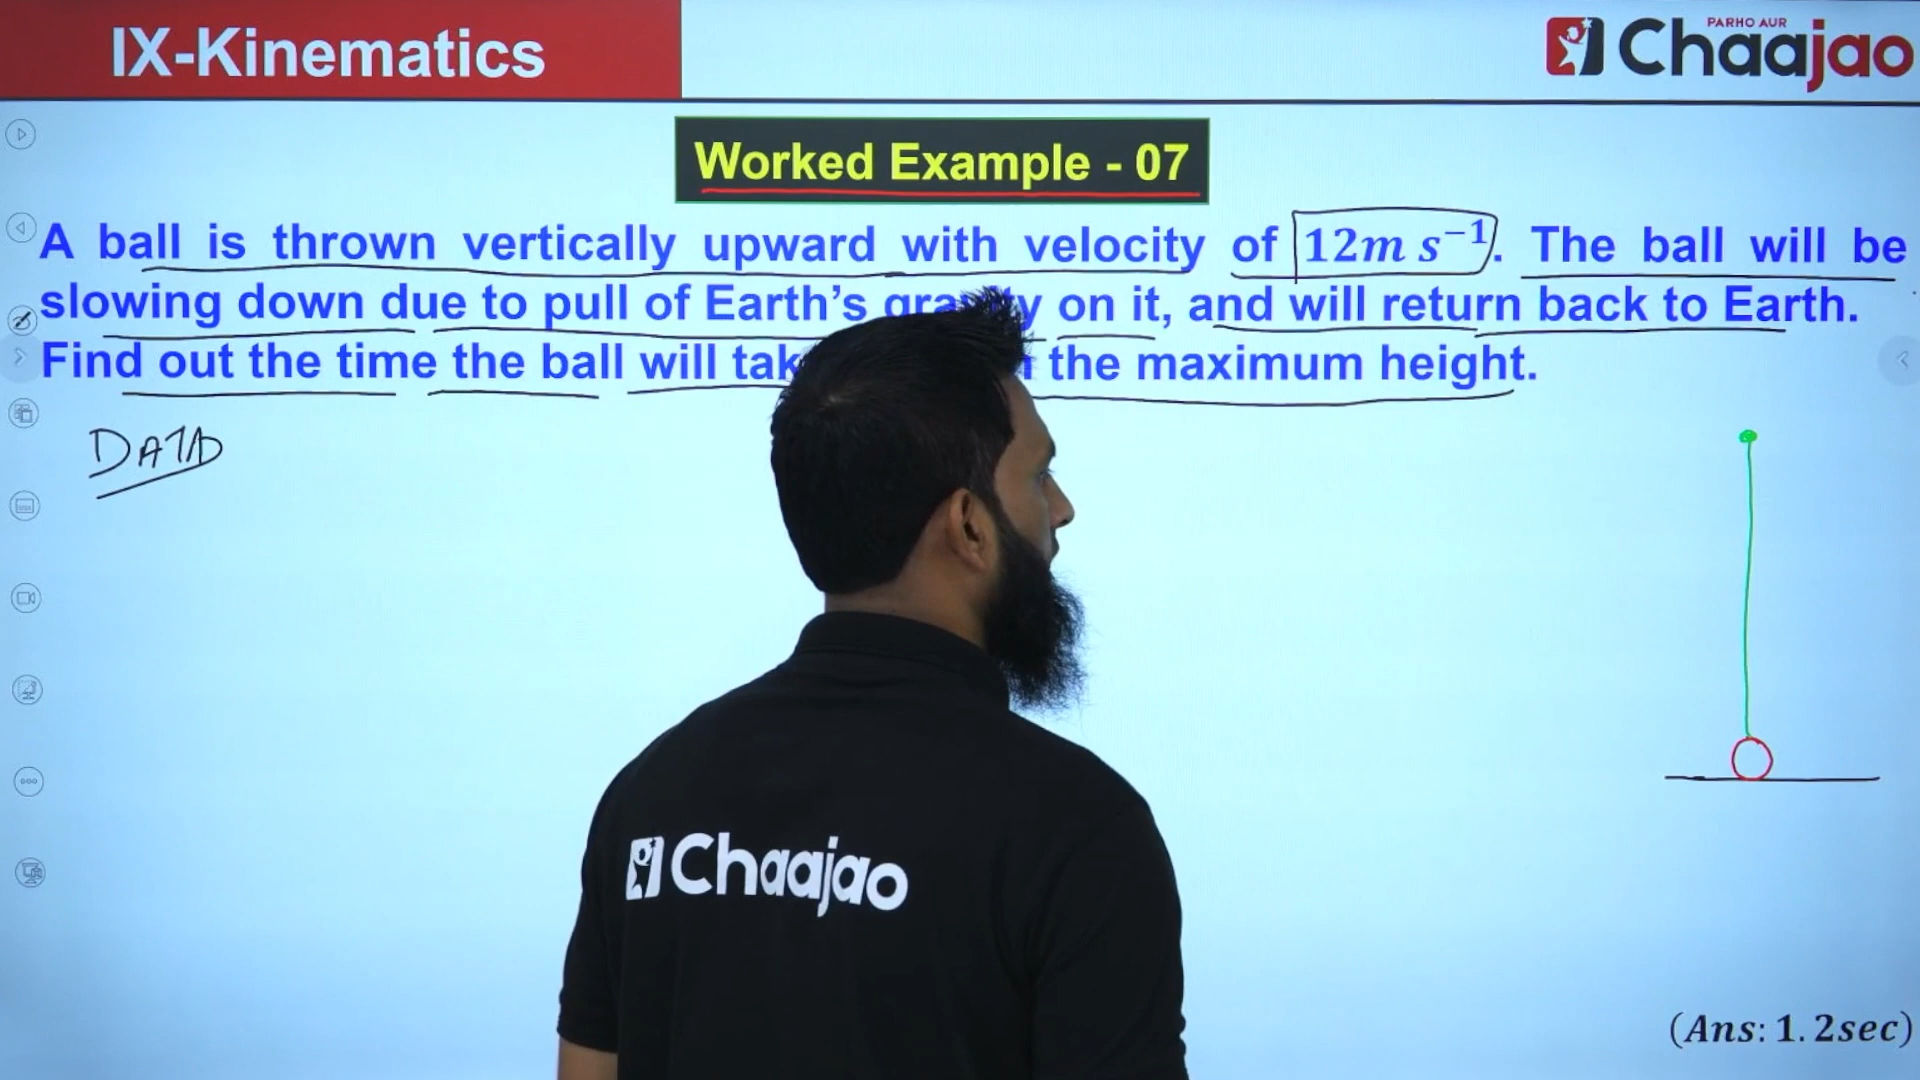 IX-Kinematics
PARHO AUR
Chaajao
Worked Example - 07
A ball is thrown vertically upward with velocity of 12m s⁻¹. The ball will be
slowing down due to pull of Earth's gravity on it, and will return back to Earth.
Find out the time the ball will the maximum height.
DATA
Chaajao
(Ans: 1.2sec)